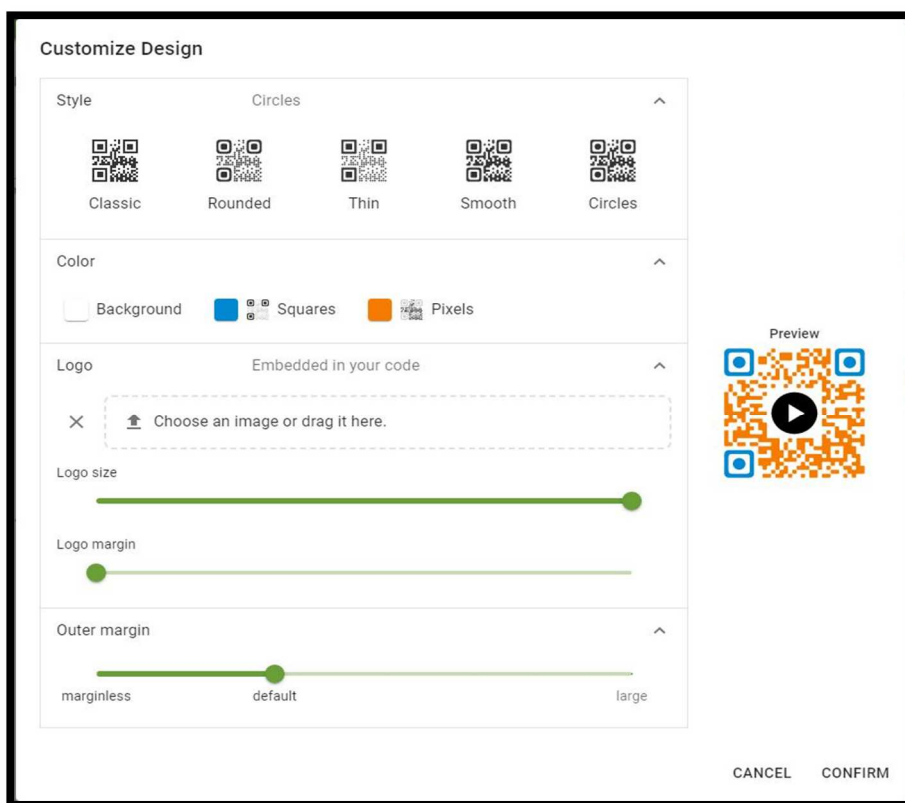 Customize Design
Style Circles
Classic Rounded Thin Smooth Circles
Color
Background Squares Pixels
Preview
Logo Embedded in your code
Choose an image or drag it here.
Logo size
Logo margin
Outer margin
marginless default large
CANCEL CONFIRM